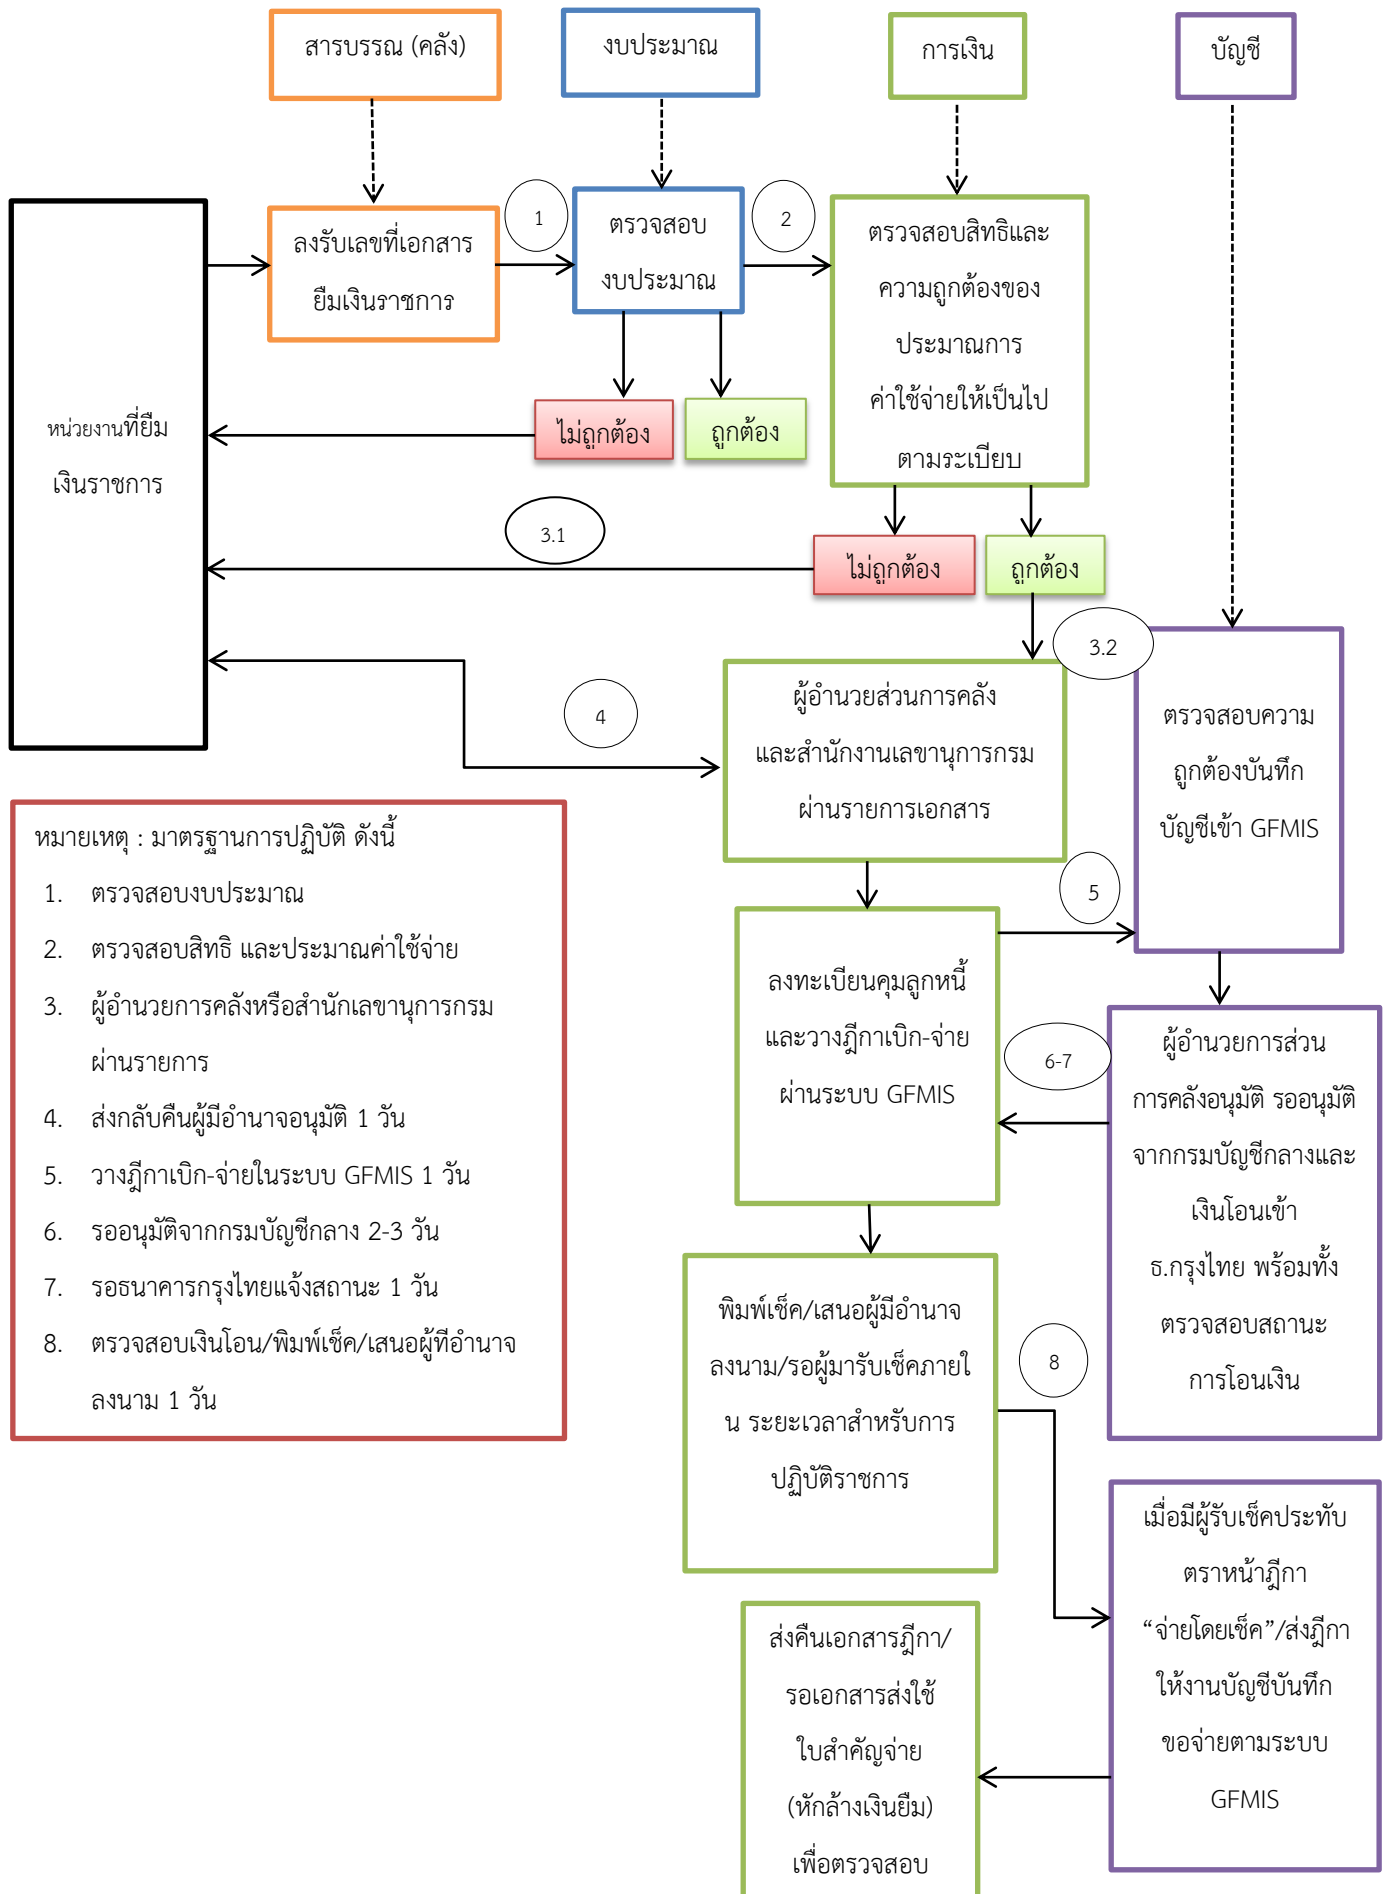 สารบรรณ (คลัง)
งบประมาณ
การเงิน
บัญชี
ลงรับเลขที่เอกสาร
ยืมเงินราชการ
1
ตรวจสอบ
งบประมาณ
2
ตรวจสอบสิทธิและ
ความถูกต้องของ
ประมาณการ
ค่าใช้จ่ายให้เป็นไป
ตามระเบียบ
หน่วยงานที่ยืม
เงินราชการ
ไม่ถูกต้อง
ถูกต้อง
3.1
ไม่ถูกต้อง
ถูกต้อง
3.2
4
ผู้อำนวยส่วนการคลัง
และสำนักงานเลขานุการกรม
ผ่านรายการเอกสาร
ตรวจสอบความ
ถูกต้องบันทึก
บัญชีเข้า GFMIS
หมายเหตุ : มาตรฐานการปฏิบัติ ดังนี้
1. ตรวจสอบงบประมาณ
2. ตรวจสอบสิทธิ และประมาณค่าใช้จ่าย
3. ผู้อำนวยการคลังหรือสำนักเลขานุการกรม
ผ่านรายการ
4. ส่งกลับคืนผู้มีอำนาจอนุมัติ 1 วัน
5. วางฎีกาเบิก-จ่ายในระบบ GFMIS 1 วัน
6. รออนุมัติจากกรมบัญชีกลาง 2-3 วัน
7. รอธนาคารกรุงไทยแจ้งสถานะ 1 วัน
8. ตรวจสอบเงินโอน/พิมพ์เช็ค/เสนอผู้ทีอำนาจ
ลงนาม 1 วัน
5
ลงทะเบียนคุมลูกหนี้
และวางฎีกาเบิก-จ่าย
ผ่านระบบ GFMIS
6-7
ผู้อำนวยการส่วน
การคลังอนุมัติ รออนุมัติ
จากกรมบัญชีกลางและ
เงินโอนเข้า
ธ.กรุงไทย พร้อมทั้ง
ตรวจสอบสถานะ
การโอนเงิน
พิมพ์เช็ค/เสนอผู้มีอำนาจ
ลงนาม/รอผู้มารับเช็คภายใ
น ระยะเวลาสำหรับการ
ปฏิบัติราชการ
8
เมื่อมีผู้รับเช็คประทับ
ตราหน้าฎีกา
“จ่ายโดยเช็ค”/ส่งฎีกา
ให้งานบัญชีบันทึก
ขอจ่ายตามระบบ
GFMIS
ส่งคืนเอกสารฎีกา/
รอเอกสารส่งใช้
ใบสำคัญจ่าย
(หักล้างเงินยืม)
เพื่อตรวจสอบ